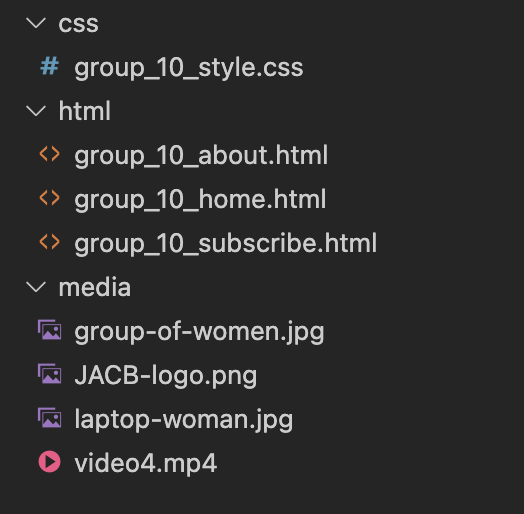 css
# group_10_style.css
html
<> group_10_about.html
<> group_10_home.html
<> group_10_subscribe.html
media
group-of-women.jpg
JACB-logo.png
laptop-woman.jpg
video4.mp4